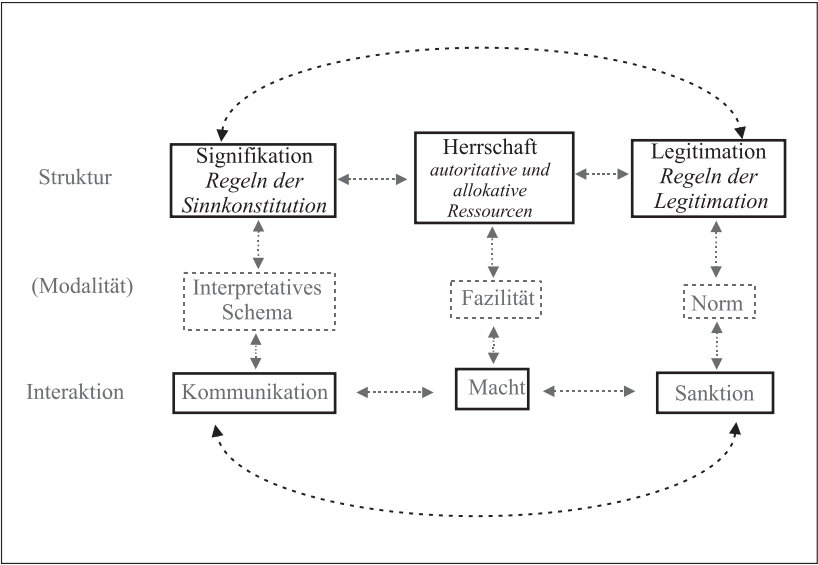 Struktur
Signifikation
Regeln der
Sinnkonstitution
Herrschaft
autoritative und
allokative
Ressourcen
Legitimation
Regeln der
Legitimation
(Modalität)
Interpretatives
Schema
Fazilität
Norm
Interaktion
Kommunikation
Macht
Sanktion